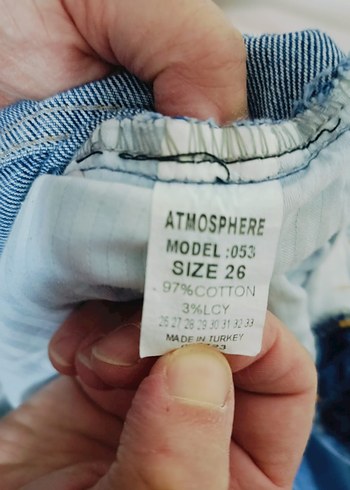 ATMOSPHERE
MODEL :053
SIZE 26
97%COTTON
3%LCY
26 27 28 29 30 31 32 33
MADE IN TURKEY